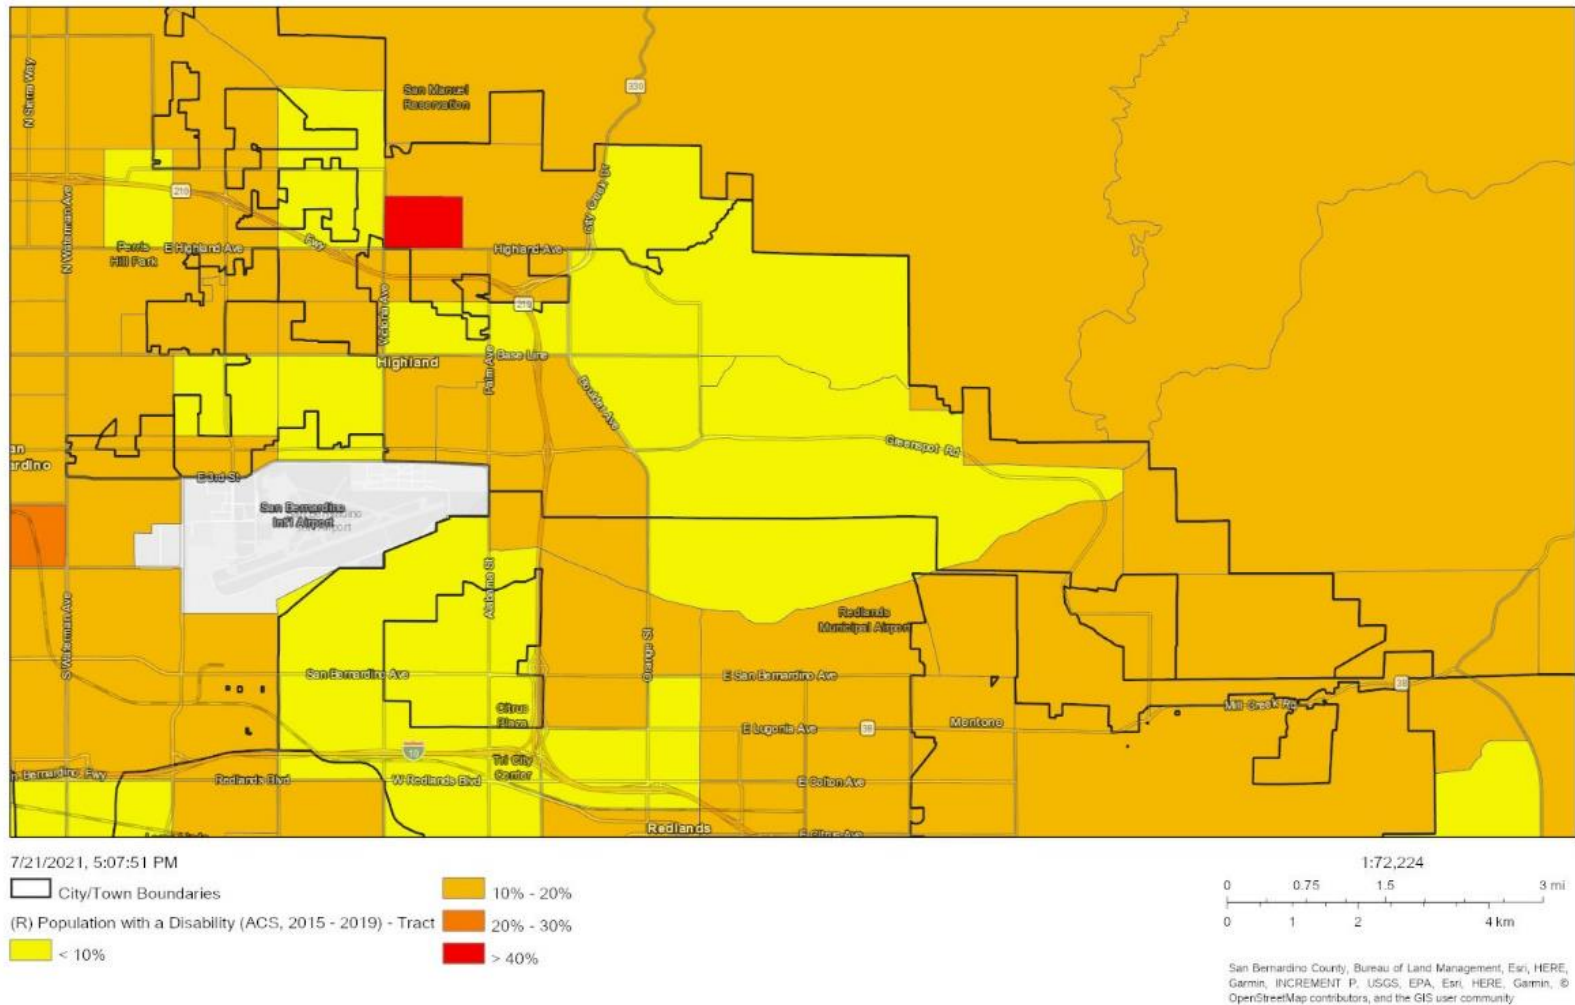 San Manuel
Reservation
330
N Sierra Way
N Waterman Ave
210
City Creek Dr
Perris
Hill Park
E Highland Ave
Fwy
Highland Ave
Victoria Ave
210
Highland
Palm Ave
Base Line
Boulder Ave
Greenspot Rd
an
ardino
E 3rd St
San Bernardino
Int'l Airport
Alabama St
S Waterman Ave
Orange St
Redlands
Municipal Airport
San Bernardino Ave
E San Bernardino Ave
38
Mill Creek Rd
Citrus
Plaza
E Lugonia Ave
38
Mentone
10
Tri City
Center
Bernardino Fwy
Redlands Blvd
W Redlands Blvd
E Colton Ave
Redlands
E Citrus Ave
7/21/2021, 5:07:51 PM
City/Town Boundaries
(R) Population with a Disability (ACS, 2015 - 2019) - Tract
< 10%
10% - 20%
20% - 30%
> 40%
1:72,224
0 0.75 1.5 3 mi
0 1 2 4 km
San Bernardino County, Bureau of Land Management, Esri, HERE,
Garmin, INCREMENT P, USGS, EPA, Esri, HERE, Garmin, ©
OpenStreetMap contributors, and the GIS user community